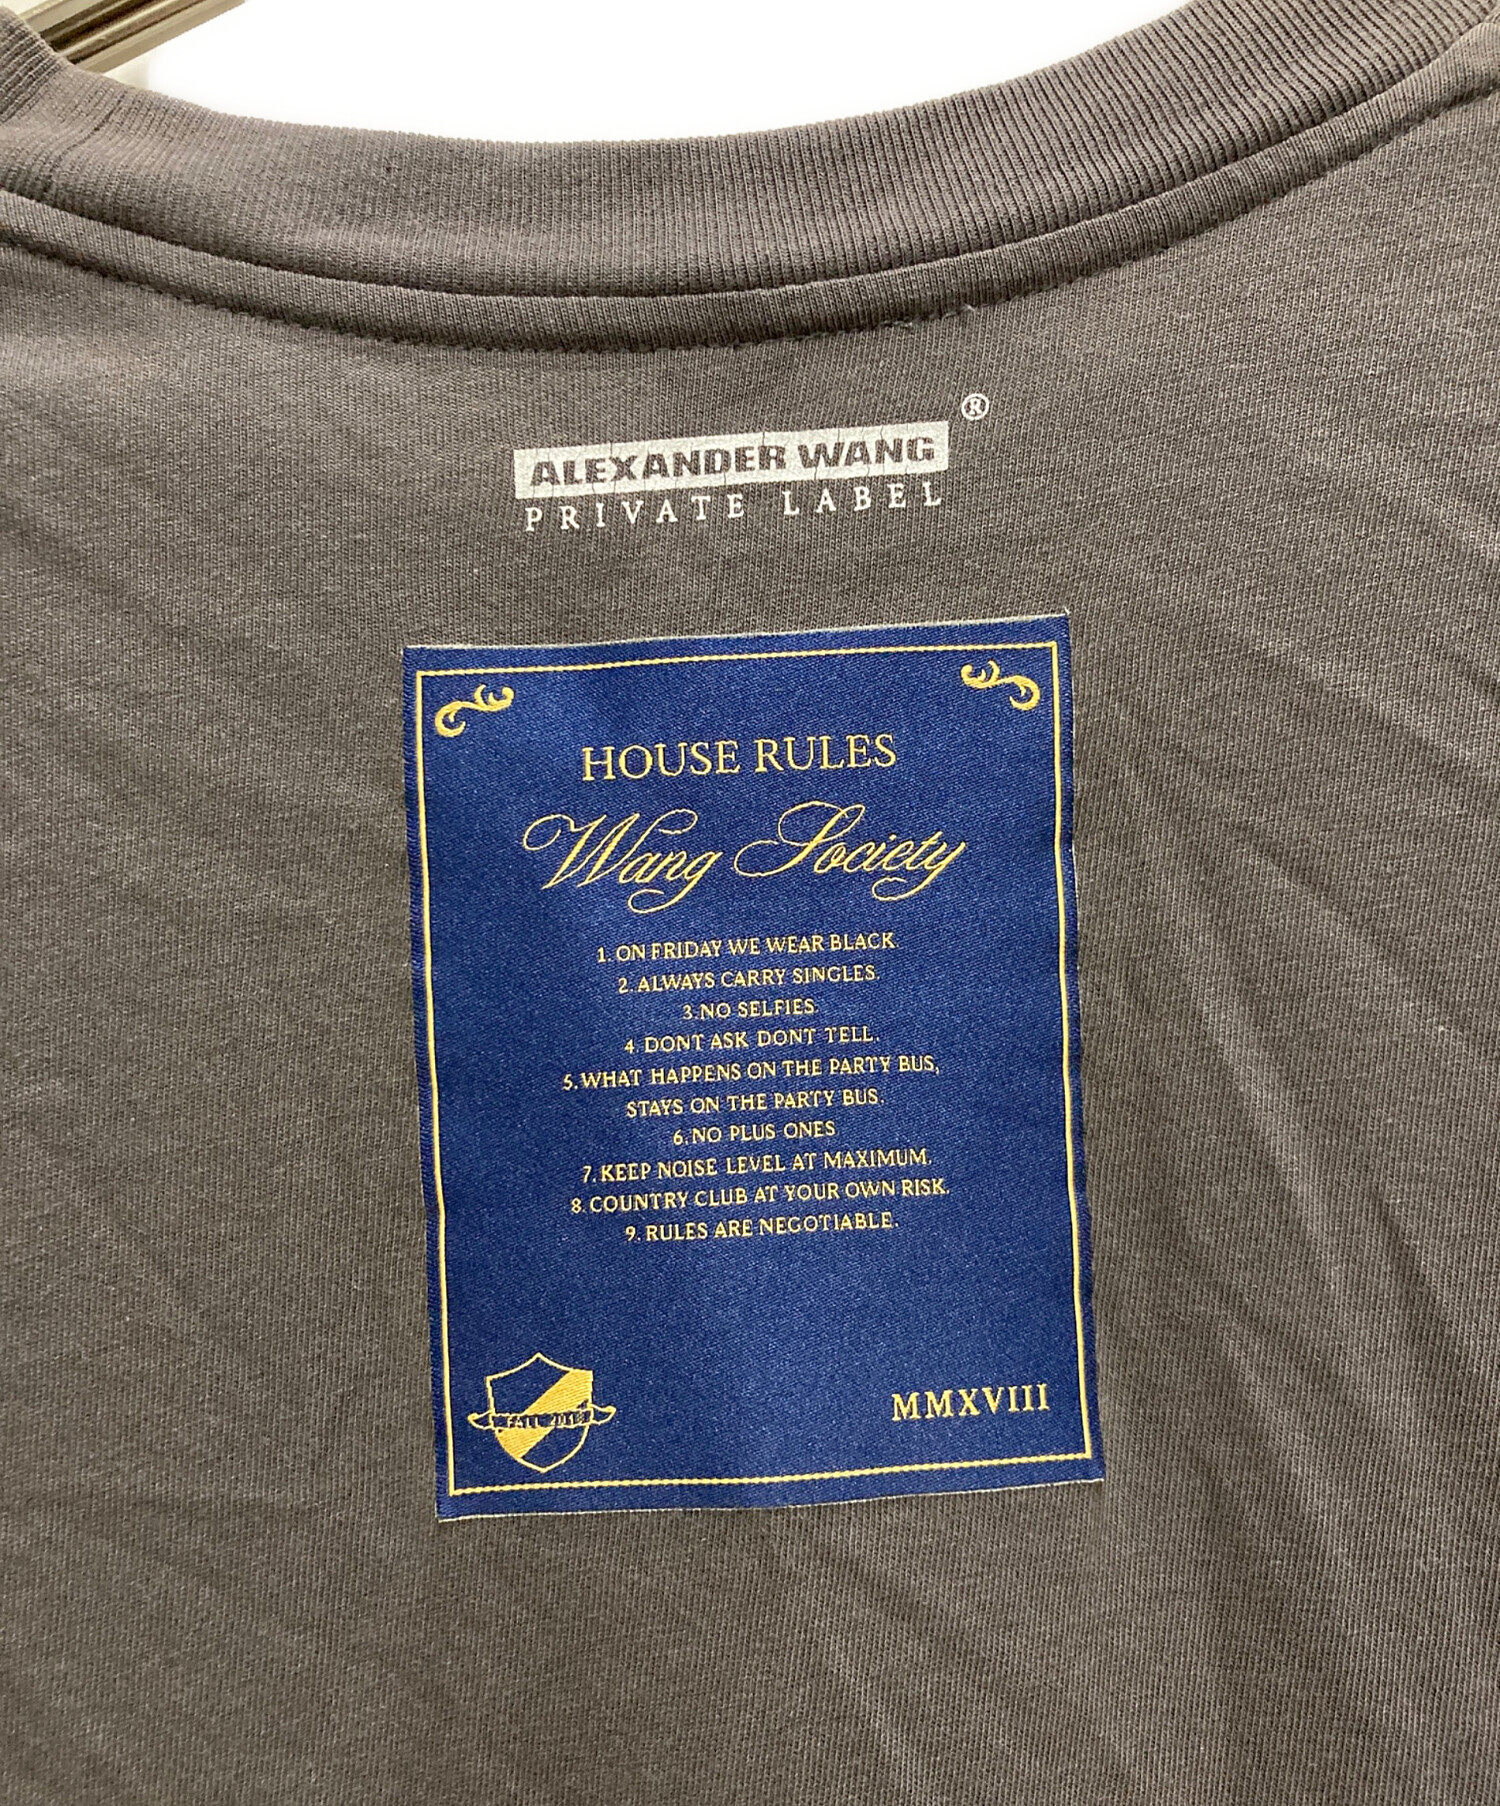 ®
ALEXANDER WANG
PRIVATE LABEL
HOUSE RULES
Wang Society
1. ON FRIDAY WE WEAR BLACK.
2. ALWAYS CARRY SINGLES.
3. NO SELFIES.
4. DONT ASK DONT TELL.
5. WHAT HAPPENS ON THE PARTY BUS,
STAYS ON THE PARTY BUS.
6. NO PLUS ONES
7. KEEP NOISE LEVEL AT MAXIMUM.
8. COUNTRY CLUB AT YOUR OWN RISK.
9. RULES ARE NEGOTIABLE.
FALL 2018
MMXVIII